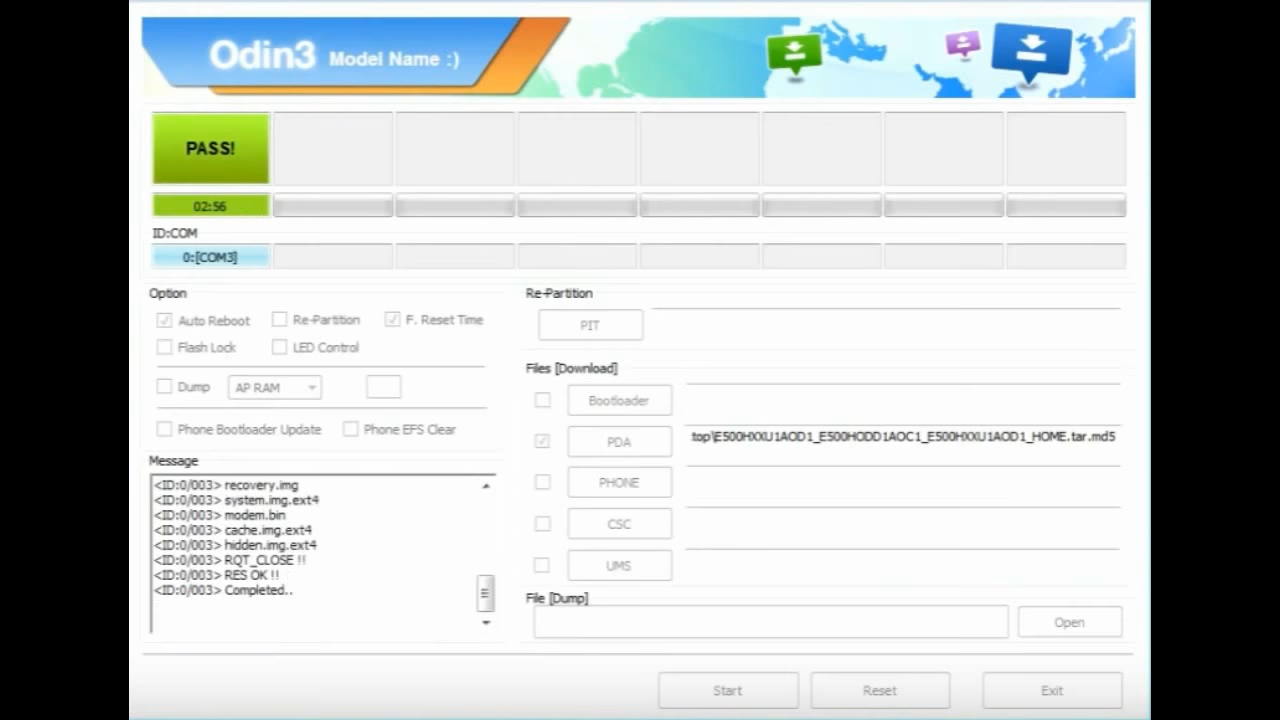 Odin3 Model Name :)
PASS!
02:56
ID:COM
0:[COM3]
Option
Auto Reboot
Re-Partition
F. Reset Time
Flash Lock
LED Control
Dump
AP RAM
Phone Bootloader Update
Phone EFS Clear
Message
<ID:0/003> recovery.img
<ID:0/003> system.img.ext4
<ID:0/003> modem.bin
<ID:0/003> cache.img.ext4
<ID:0/003> hidden.img.ext4
<ID:0/003> RQT_CLOSE !!
<ID:0/003> RES OK !!
<ID:0/003> Completed..
Re-Partition
PIT
Files [Download]
Bootloader
PDA
top\E500HXXU1AOD1_E500HODD1AOC1_E500HXXU1AOD1_HOME.tar.md5
PHONE
CSC
UMS
File [Dump]
Open
Start
Reset
Exit